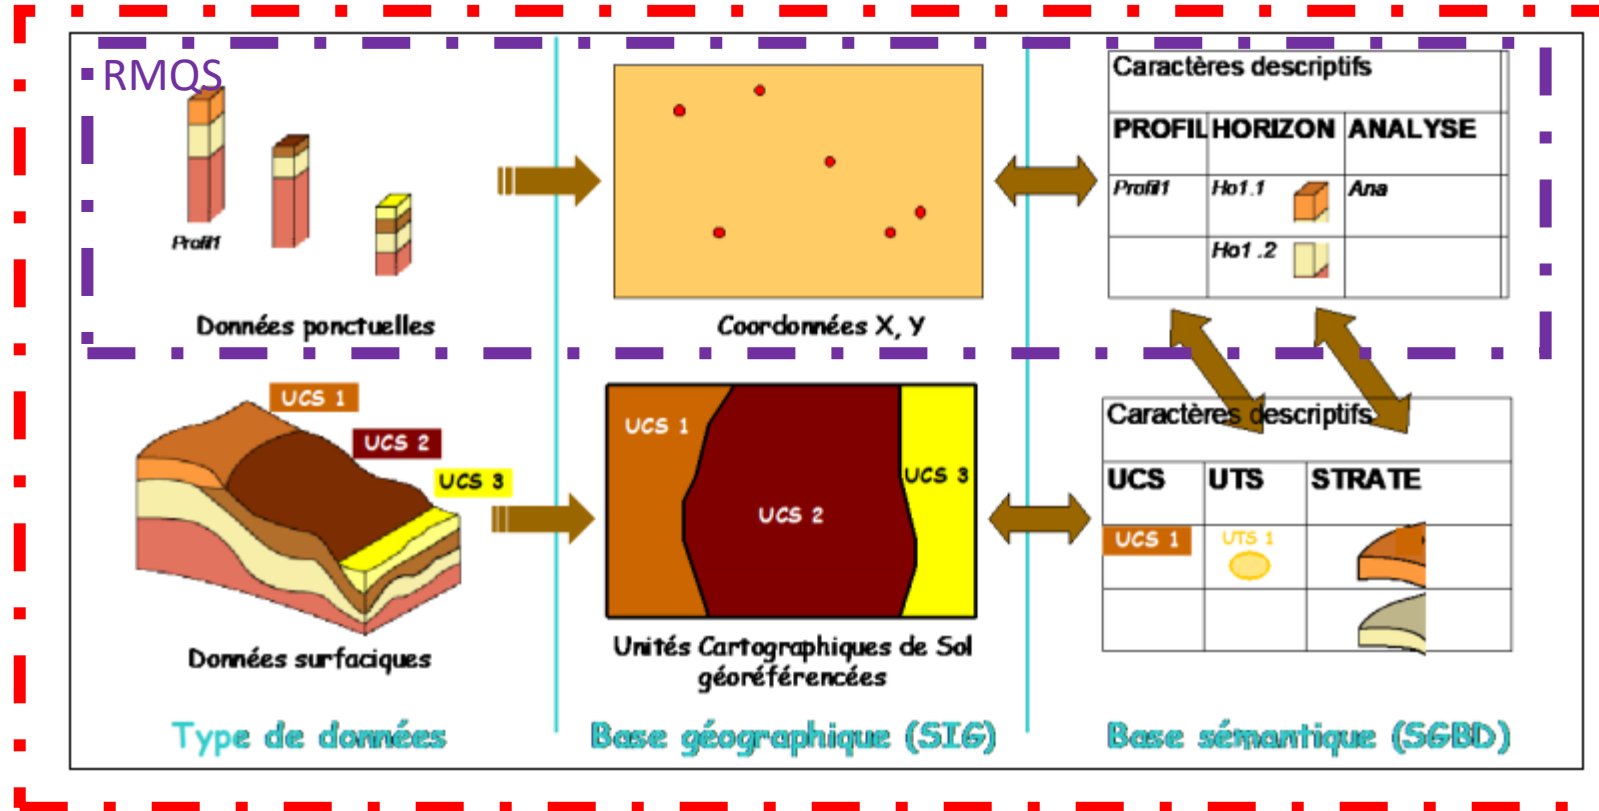 RMQS
Profil1
Données ponctuelles
Coordonnées X, Y
Caractères descriptifs
PROFIL HORIZON ANALYSE
Profil1 Ho1.1 Ana
Ho1.2
UCS 1
UCS 2
UCS 3
Données surfaciques
UCS 1
UCS 2
UCS 3
Unités Cartographiques de Sol
géoréférencées
Caractères descriptifs
UCS UTS STRATE
UCS 1 UTS 1
Type de données
Base géographique (SIG)
Base sémantique (SGBD)